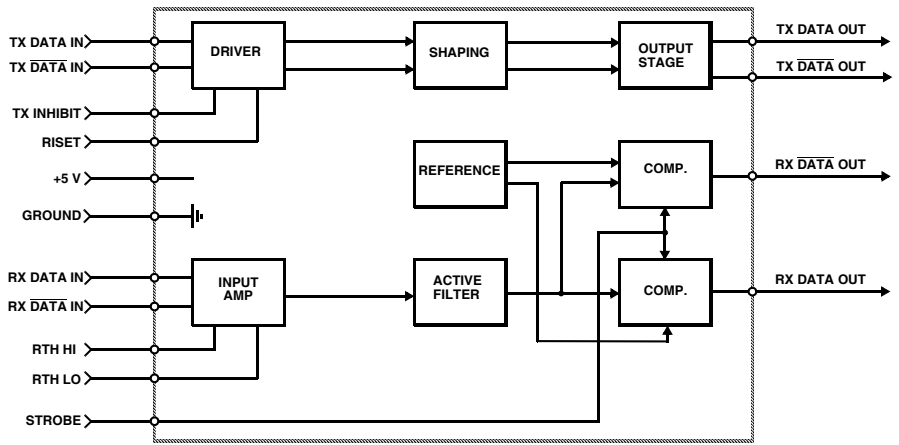 TX DATA IN
DRIVER
SHAPING
OUTPUT
STAGE
TX DATA OUT
TX DATA IN
TX DATA OUT
TX INHIBIT
RISET
REFERENCE
COMP.
RX DATA OUT
+5 V
GROUND
RX DATA IN
INPUT
AMP
ACTIVE
FILTER
COMP.
RX DATA OUT
RX DATA IN
RTH HI
RTH LO
STROBE